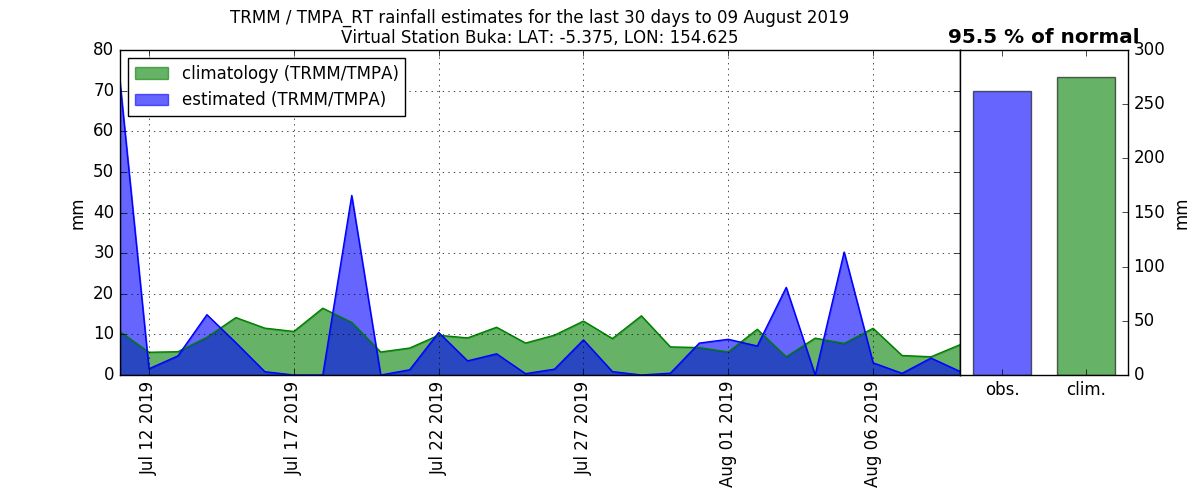 TRMM / TMPA_RT rainfall estimates for the last 30 days to 09 August 2019
Virtual Station Buka: LAT: -5.375, LON: 154.625
95.5 % of normal
climatology (TRMM/TMPA)
estimated (TRMM/TMPA)
mm
80
70
60
50
40
30
20
10
0
Jul 12 2019
Jul 17 2019
Jul 22 2019
Jul 27 2019
Aug 01 2019
Aug 06 2019
obs.
clim.
300
250
200
150
100
50
0
mm